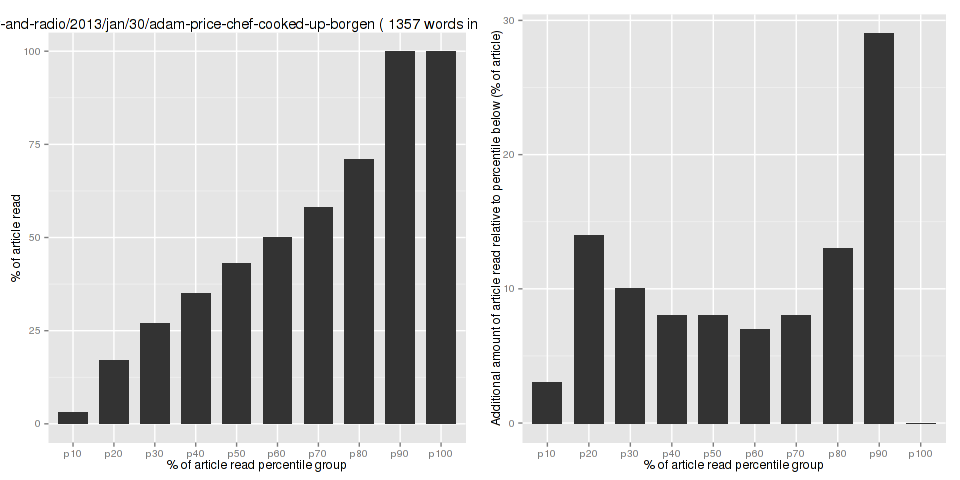 -and-radio/2013/jan/30/adam-price-chef-cooked-up-borgen ( 1357 words in
% of article read
100
75
50
25
0
p10 p20 p30 p40 p50 p60 p70 p80 p90 p100
% of article read percentile group
Additional amount of article read relative to percentile below (% of article)
30
20
10
0
p10 p20 p30 p40 p50 p60 p70 p80 p90 p100
% of article read percentile group